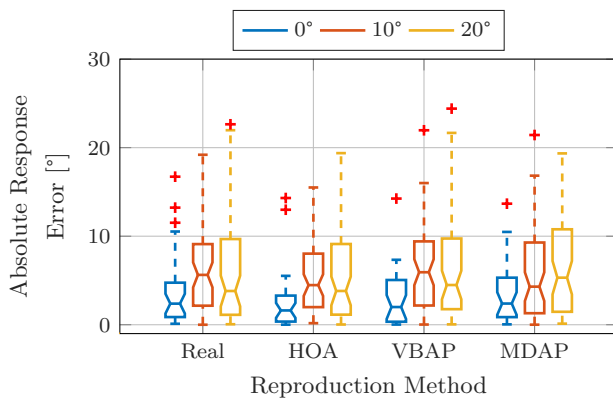 0° 10° 20°
Absolute Response
Error [°]
30
20
10
0
Real HOA VBAP MDAP
Reproduction Method